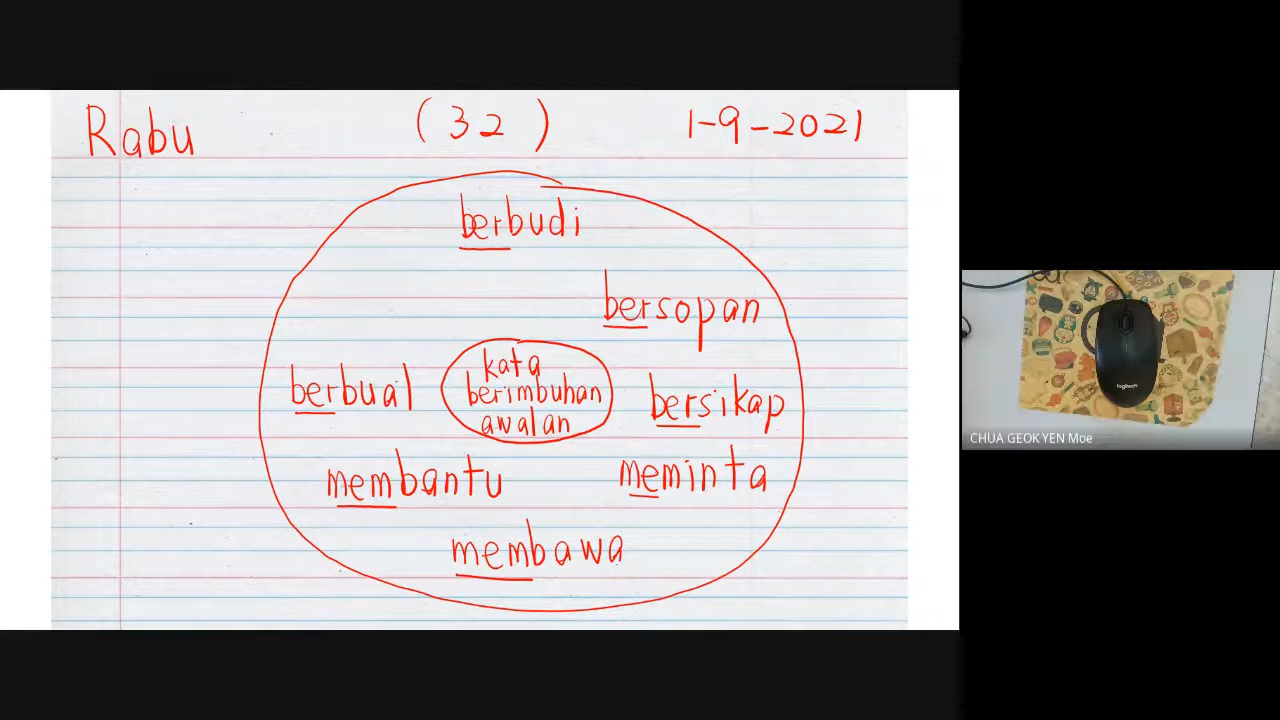 Rabu (32) 1-9-2021
berbudi
bersopan
berbual
kata
berimbuhan
awalan
bersikap
membantu
meminta
membawa
logitech
CHUA GEOK YEN Moe